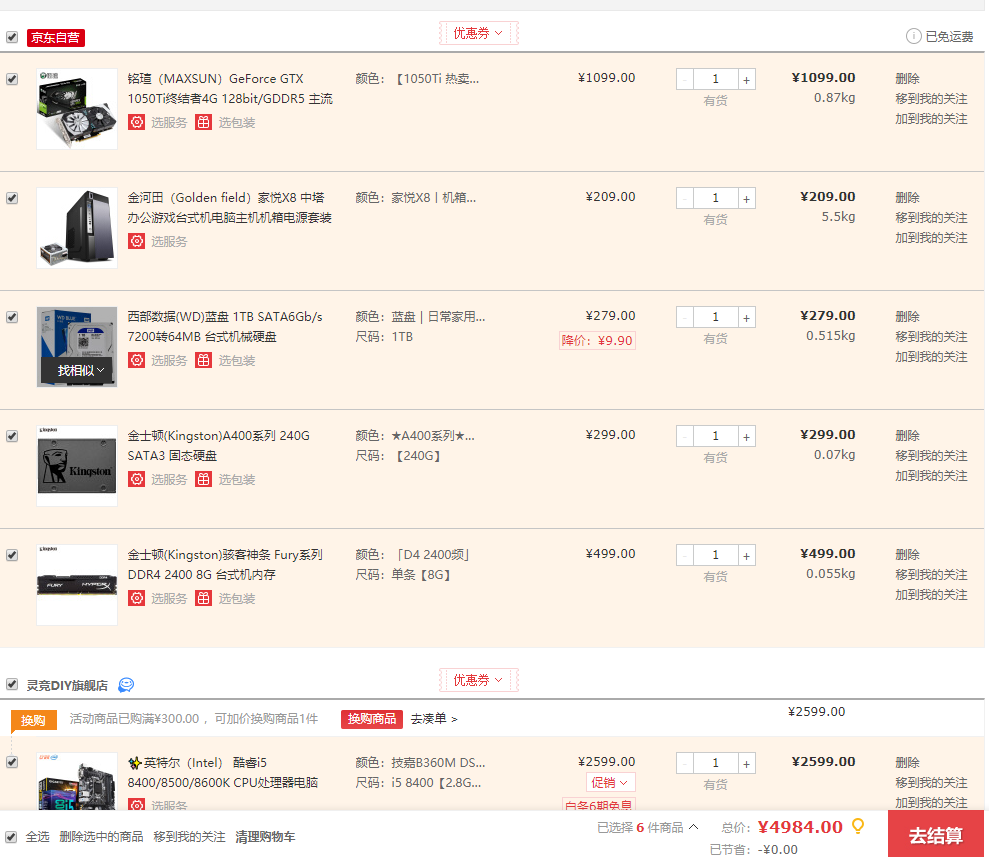 优惠券
京东自营
已免运费
铭瑄（MAXSUN）GeForce GTX
1050Ti终结者4G 128bit/GDDR5 主流
选服务 选包装
颜色：【1050Ti 热卖...
¥1099.00
- 1 +
有货
¥1099.00
0.87kg
删除
移到我的关注
加到我的关注
金河田（Golden field）家悦X8 中塔
办公游戏台式机电脑主机机箱电源套装
选服务
颜色：家悦X8丨机箱...
¥209.00
- 1 +
有货
¥209.00
5.5kg
删除
移到我的关注
加到我的关注
找相似
西部数据(WD)蓝盘 1TB SATA6Gb/s
7200转64MB 台式机械硬盘
选服务 选包装
颜色：蓝盘 | 日常家用...
尺码：1TB
¥279.00
降价：¥9.90
- 1 +
有货
¥279.00
0.515kg
删除
移到我的关注
加到我的关注
Kingston
金士顿(Kingston)A400系列 240G
SATA3 固态硬盘
选服务 选包装
颜色：★A400系列★...
尺码：【240G】
¥299.00
- 1 +
有货
¥299.00
0.07kg
删除
移到我的关注
加到我的关注
FURY HYPERX
金士顿(Kingston)骇客神条 Fury系列
DDR4 2400 8G 台式机内存
选服务 选包装
颜色：「D4 2400频」
尺码：单条【8G】
¥499.00
- 1 +
有货
¥499.00
0.055kg
删除
移到我的关注
加到我的关注
灵竞DIY旗舰店
优惠券
换购
活动商品已购满¥300.00 ，可加价换购商品1件
换购商品
去凑单 >
¥2599.00
英特尔（Intel） 酷睿i5
8400/8500/8600K CPU处理器电脑
选服务
颜色：技嘉B360M DS...
尺码：i5 8400【2.8G...
¥2599.00
促销
白条6期免息
- 1 +
有货
¥2599.00
删除
移到我的关注
加到我的关注
全选 删除选中的商品 移到我的关注 清理购物车
已选择 6 件商品
总价：¥4984.00
已节省：-¥0.00
去结算